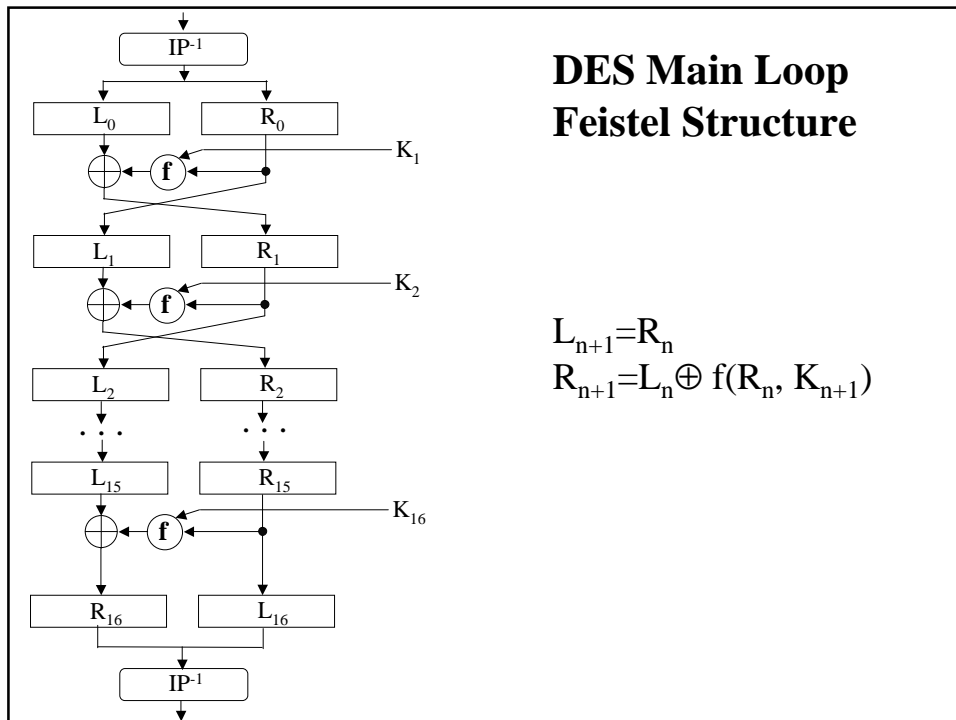 IP-1
DES Main Loop
Feistel Structure
L0 R0
f K1
L1 R1
f K2
Ln+1=Rn
Rn+1=Ln⊕ f(Rn, Kn+1)
L2 R2
. . . . . .
L15 R15
f K16
R16 L16
IP-1